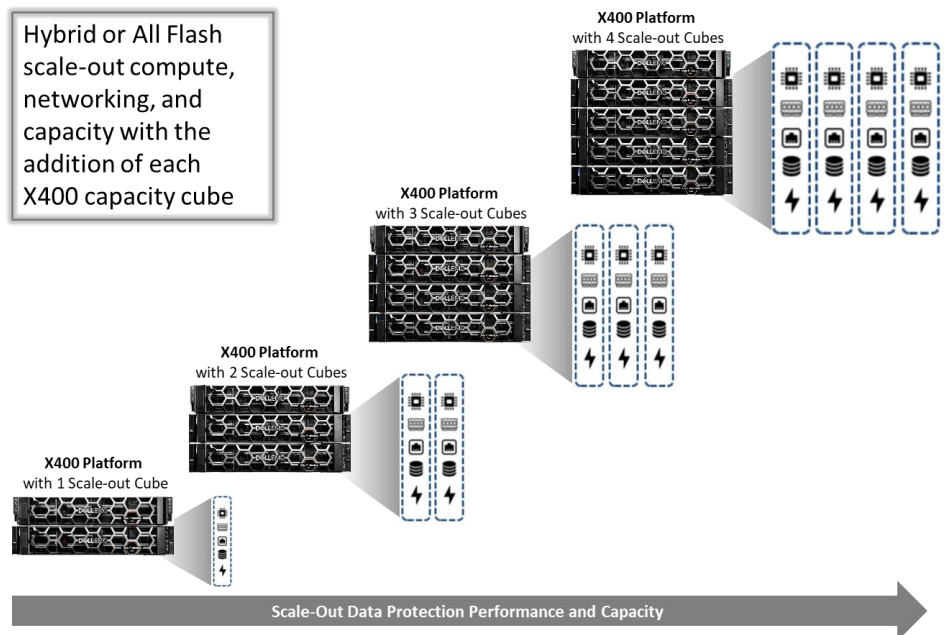 Hybrid or All Flash
scale-out compute,
networking, and
capacity with the
addition of each
X400 capacity cube
X400 Platform
with 4 Scale-out Cubes
X400 Platform
with 3 Scale-out Cubes
X400 Platform
with 2 Scale-out Cubes
X400 Platform
with 1 Scale-out Cube
Scale-Out Data Protection Performance and Capacity